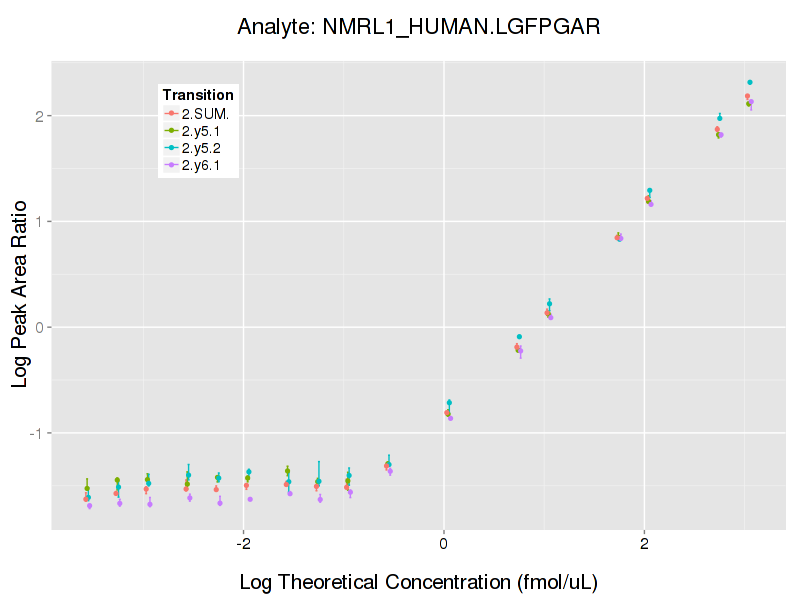 Analyte: NMRL1_HUMAN.LGFPGAR
Transition
2.SUM.
2.y5.1
2.y5.2
2.y6.1
2
1
0
-1
Log Peak Area Ratio
-2 0 2
Log Theoretical Concentration (fmol/uL)